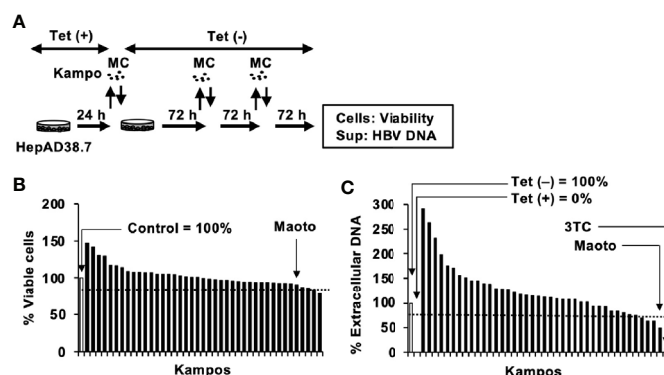 A
Tet (+)
Tet (-)
MC
MC
MC
Kampo
24 h
72 h
72 h
72 h
HepAD38.7
Cells: Viability
Sup: HBV DNA
B
% Viable cells
200
150
100
50
0
Control = 100%
Maoto
Kampos
C
% Extracellular DNA
300
250
200
150
100
50
0
Tet (−) = 100%
Tet (+) = 0%
3TC
Maoto
Kampos